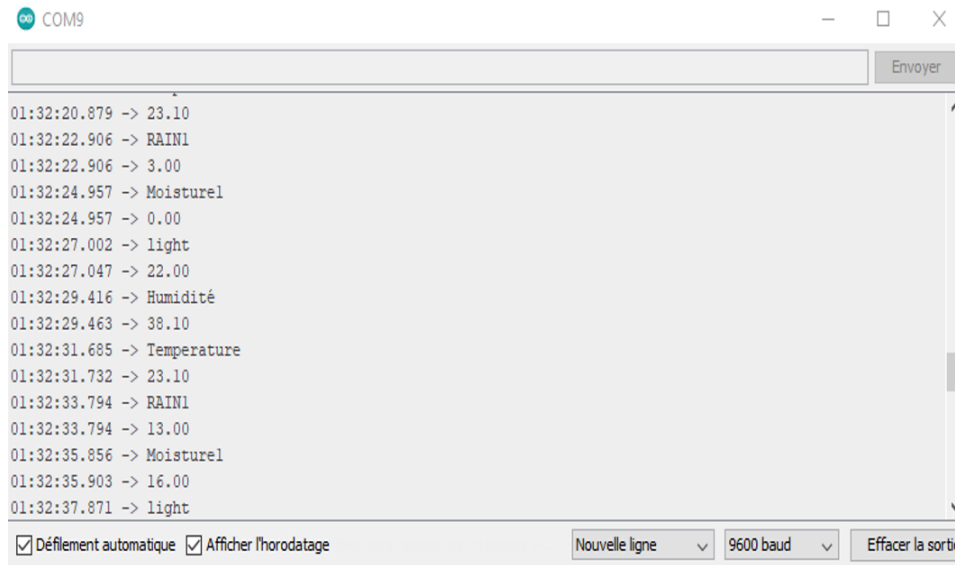 COM9
Envoyer
01:32:20.879 -> 23.10
01:32:22.906 -> RAIN1
01:32:22.906 -> 3.00
01:32:24.957 -> Moisture1
01:32:24.957 -> 0.00
01:32:27.002 -> light
01:32:27.047 -> 22.00
01:32:29.416 -> Humidité
01:32:29.463 -> 38.10
01:32:31.685 -> Temperature
01:32:31.732 -> 23.10
01:32:33.794 -> RAIN1
01:32:33.794 -> 13.00
01:32:35.856 -> Moisture1
01:32:35.903 -> 16.00
01:32:37.871 -> light
Défilement automatique Afficher l'horodatage Nouvelle ligne 9600 baud Effacer la sorti